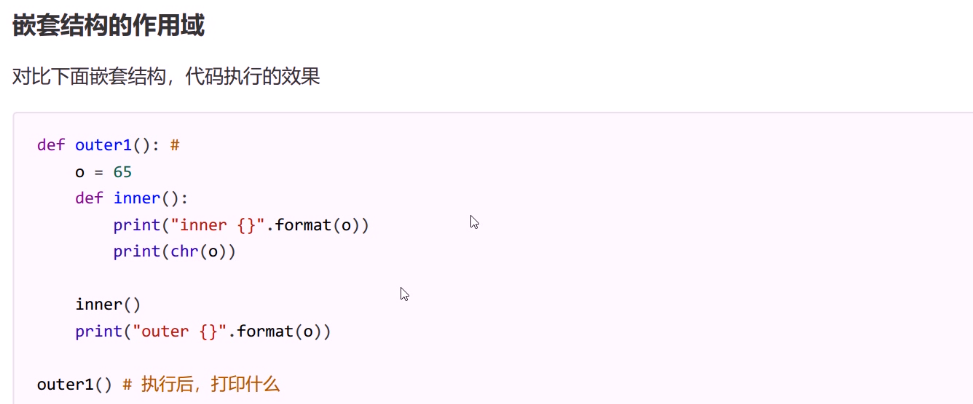 嵌套结构的作用域
对比下面嵌套结构，代码执行的效果
def outer1(): #
    o = 65
    def inner():
        print("inner {}".format(o))
        print(chr(o))
    inner()
    print("outer {}".format(o))
outer1() # 执行后，打印什么